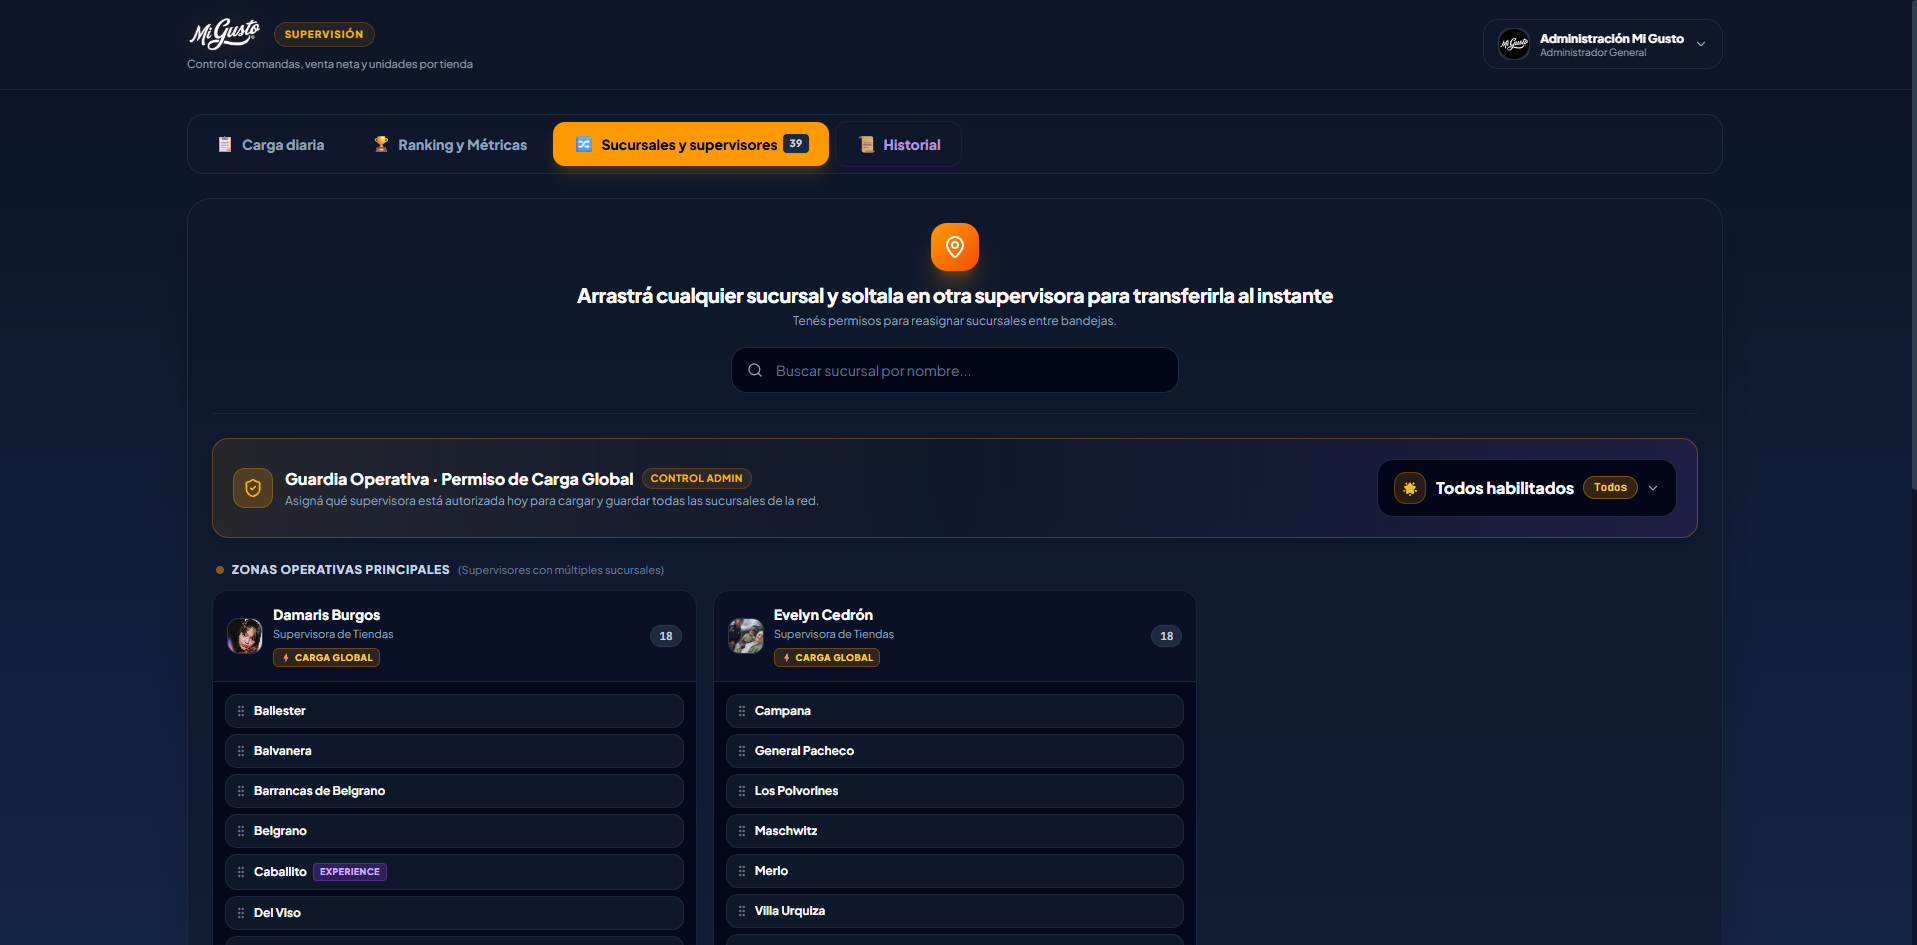 Mi Gusto
SUPERVISIÓN
Control de comandas, venta neta y unidades por tienda
Mi Gusto
Administración Mi Gusto
Administrador General
Carga diaria
Ranking y Métricas
Sucursales y supervisores 39
Historial
Arrastrá cualquier sucursal y soltala en otra supervisora para transferirla al instante
Tenés permisos para reasignar sucursales entre bandejas.
Buscar sucursal por nombre...
Guardia Operativa · Permiso de Carga Global CONTROL ADMIN
Asigná qué supervisora está autorizada hoy para cargar y guardar todas las sucursales de la red.
Todos habilitados Todos
ZONAS OPERATIVAS PRINCIPALES (Supervisores con múltiples sucursales)
Damaris Burgos
Supervisora de Tiendas
CARGA GLOBAL
18
Ballester
Balvanera
Barrancas de Belgrano
Belgrano
Caballito EXPERIENCE
Del Viso
Evelyn Cedrón
Supervisora de Tiendas
CARGA GLOBAL
18
Campana
General Pacheco
Los Polvorines
Maschwitz
Merlo
Villa Urquiza